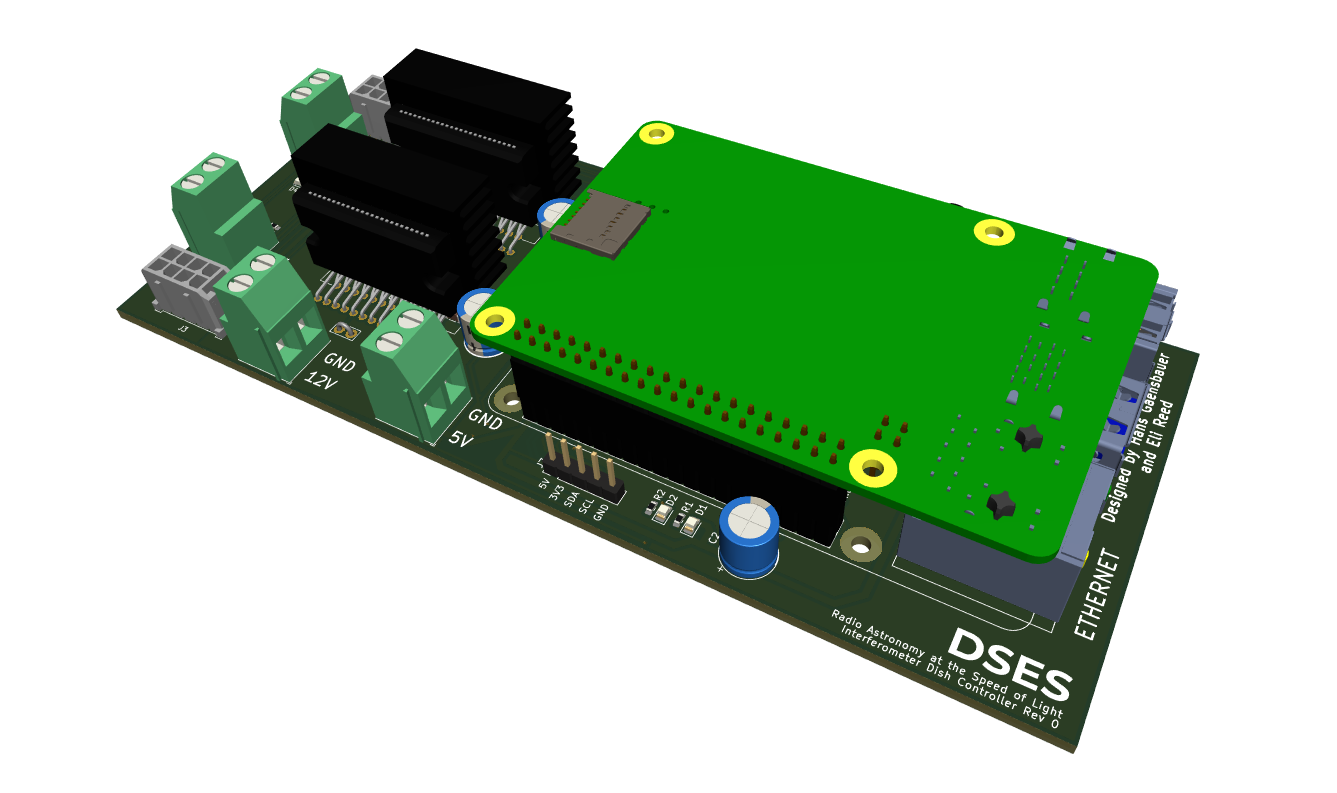 J3
GND
12V
GND
5V
5V
3V3
SDA
SCL
GND
R2
D2
R1
D1
C2
+
Designed by Hans Gaensbauer
and Eli Reed
ETHERNET
DSES
Radio Astronomy at the Speed of Light
Interferometer Dish Controller Rev 0